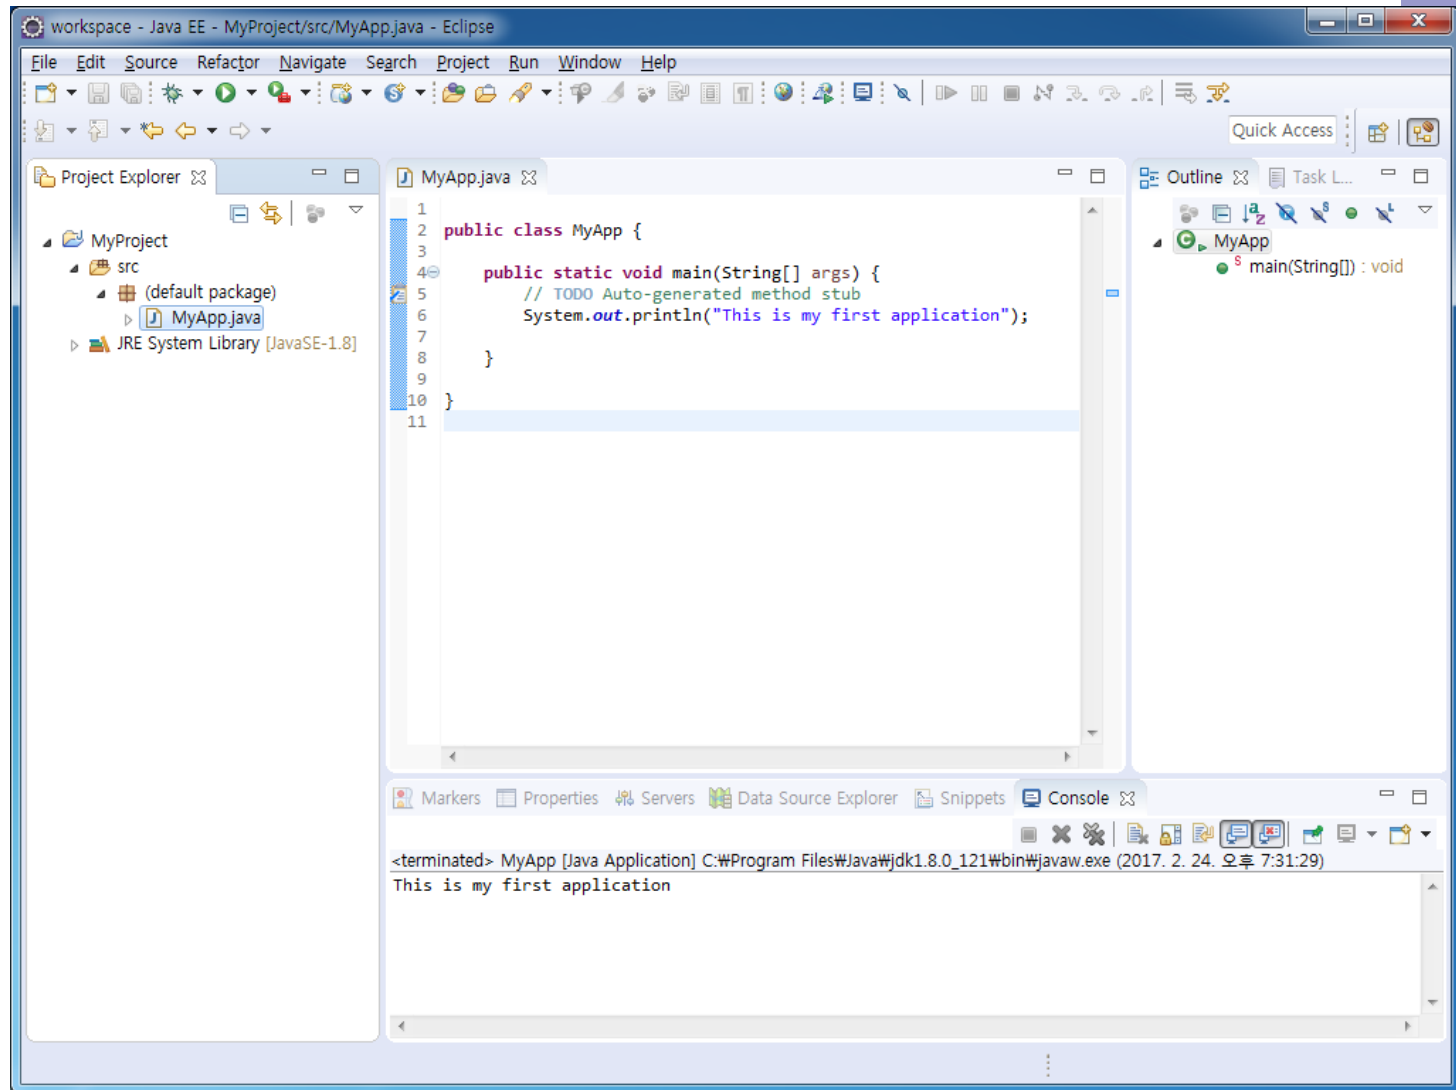 workspace - Java EE - MyProject/src/MyApp.java - Eclipse
File Edit Source Refactor Navigate Search Project Run Window Help
Quick Access
Project Explorer
MyProject
src
(default package)
MyApp.java
JRE System Library [JavaSE-1.8]
MyApp.java
1
2 public class MyApp {
3
4 public static void main(String[] args) {
5 // TODO Auto-generated method stub
6 System.out.println("This is my first application");
7
8 }
9
10 }
11
Outline Task L...
MyApp
main(String[]) : void
Markers Properties Servers Data Source Explorer Snippets Console
<terminated> MyApp [Java Application] C:₩Program Files₩Java₩jdk1.8.0_121₩bin₩javaw.exe (2017. 2. 24. 오후 7:31:29)
This is my first application